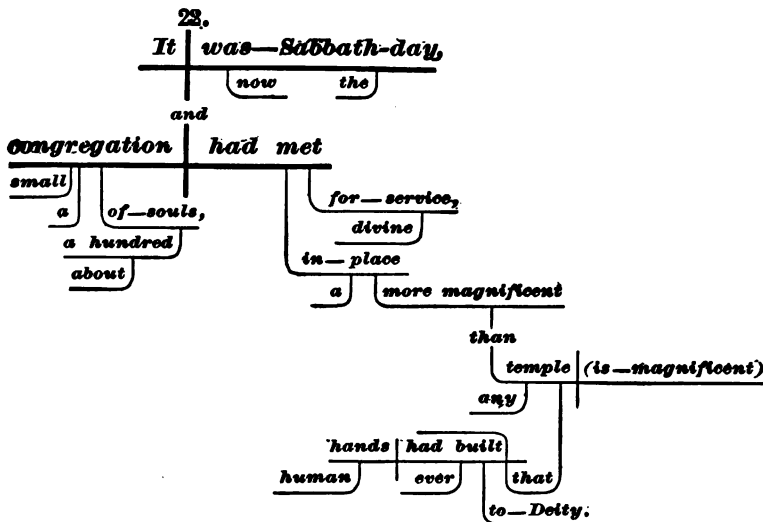 22.
It was—Sabbath-day,
now the
and
congregation had met
small
a of—souls, for—service,
a hundred divine
about in—place
a more magnificent
than
temple (is—magnificent)
any
hands had built
human ever that
to—Deity.